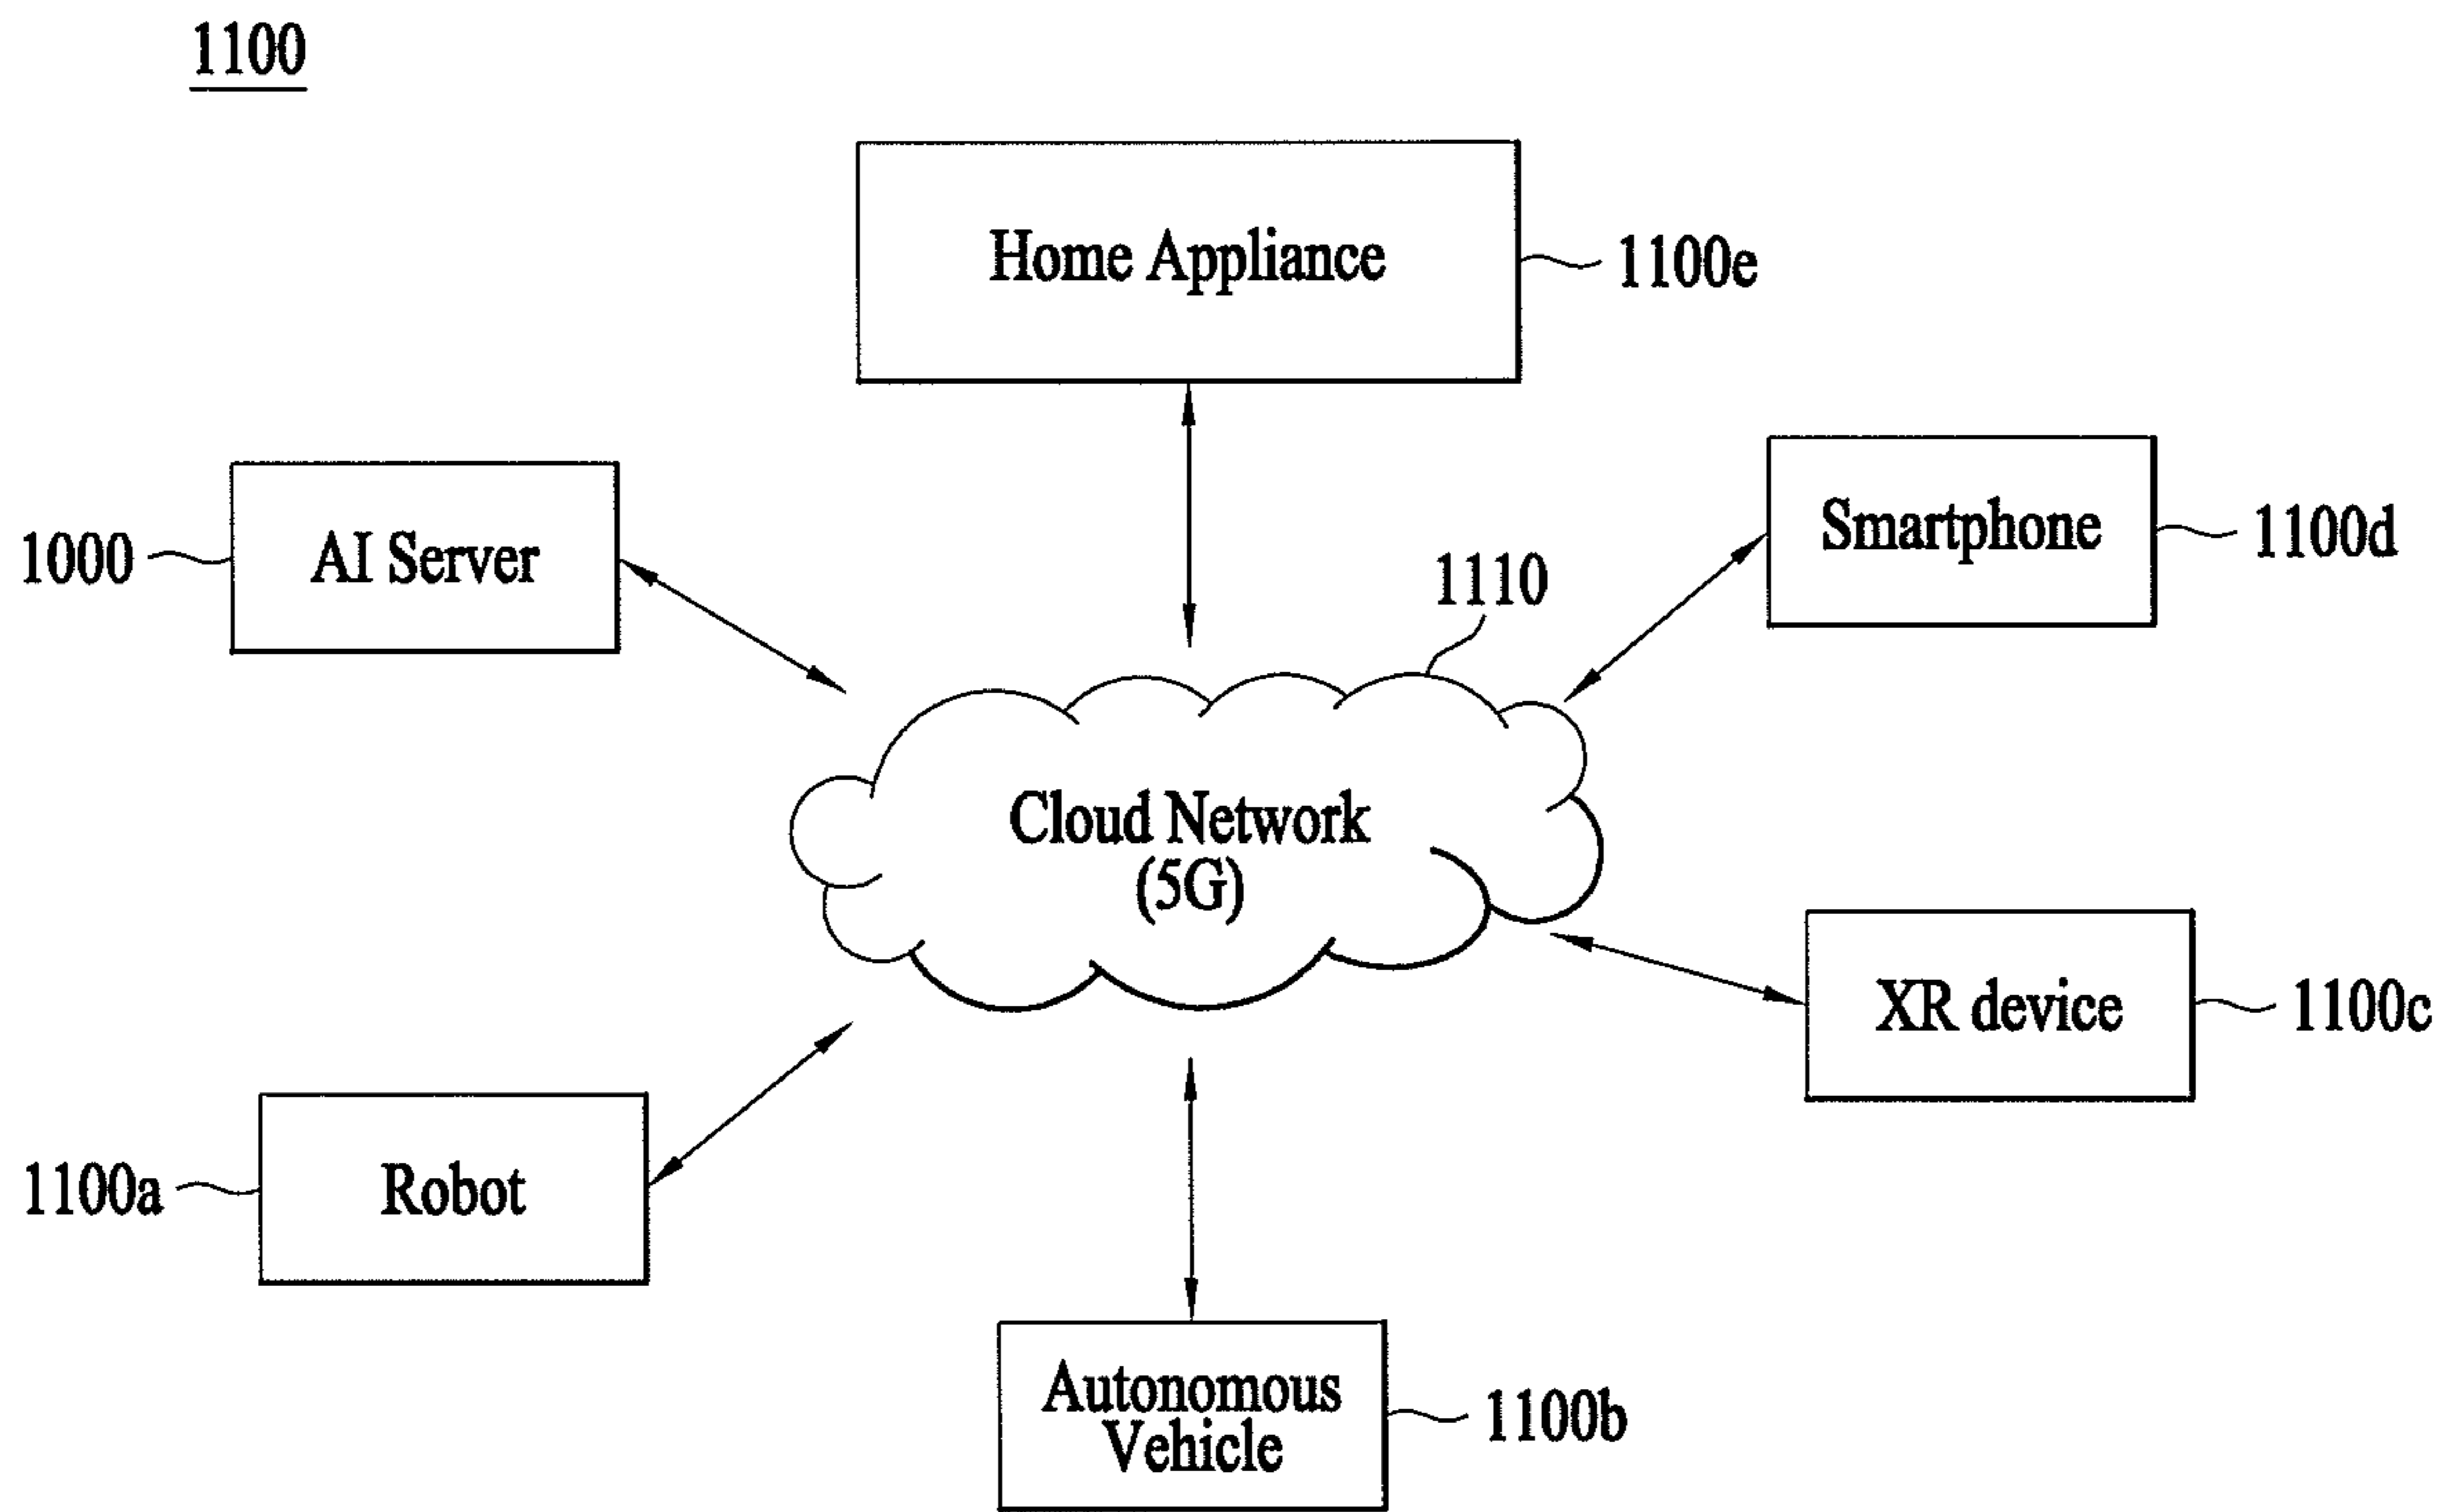 1100
Home Appliance
1100e
Smartphone
1100d
1000
AI Server
1110
Cloud Network
(5G)
XR device
1100c
1100a
Robot
Autonomous
Vehicle
1100b